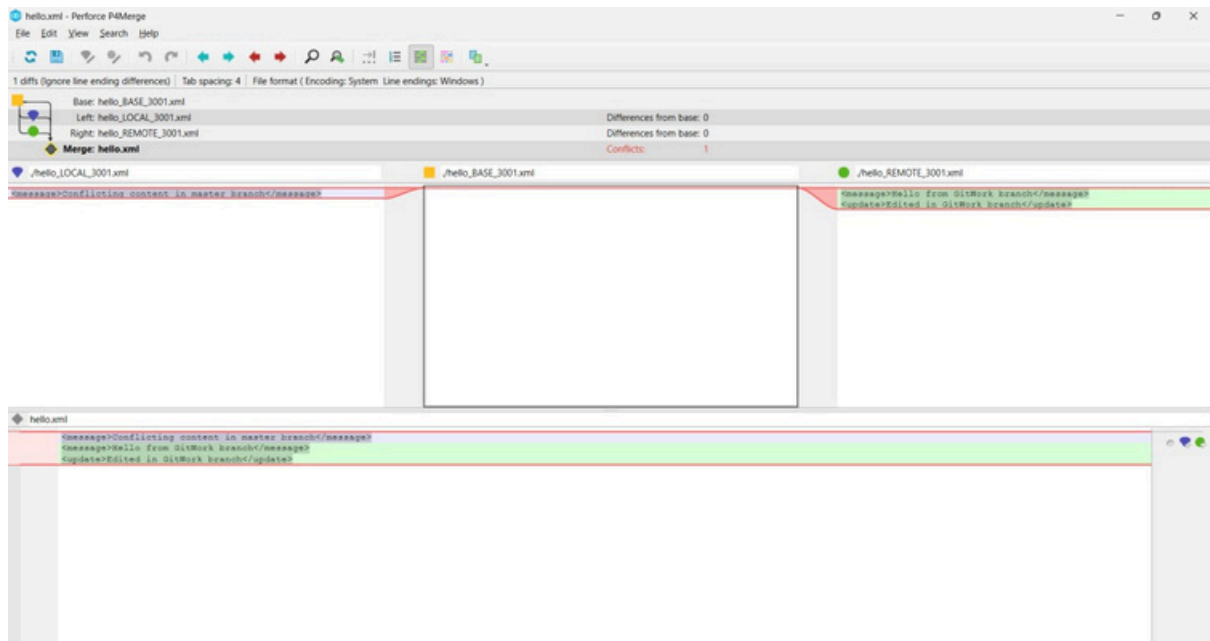 hello.xml - Perforce P4Merge
File Edit View Search Help
1 diffs (Ignore line ending differences) Tab spacing: 4 File format ( Encoding: System Line endings: Windows )
Base: hello_BASE_3001.xml
Left: hello_LOCAL_3001.xml Differences from base: 0
Right: hello_REMOTE_3001.xml Differences from base: 0
Merge: hello.xml Conflicts: 1
./hello_LOCAL_3001.xml ./hello_BASE_3001.xml ./hello_REMOTE_3001.xml
<message>Conflicting content in master branch</message>
<message>Hello from GitWork branch</message>
<update>Edited in GitWork branch</update>
hello.xml
<message>Conflicting content in master branch</message>
<message>Hello from GitWork branch</message>
<update>Edited in GitWork branch</update>